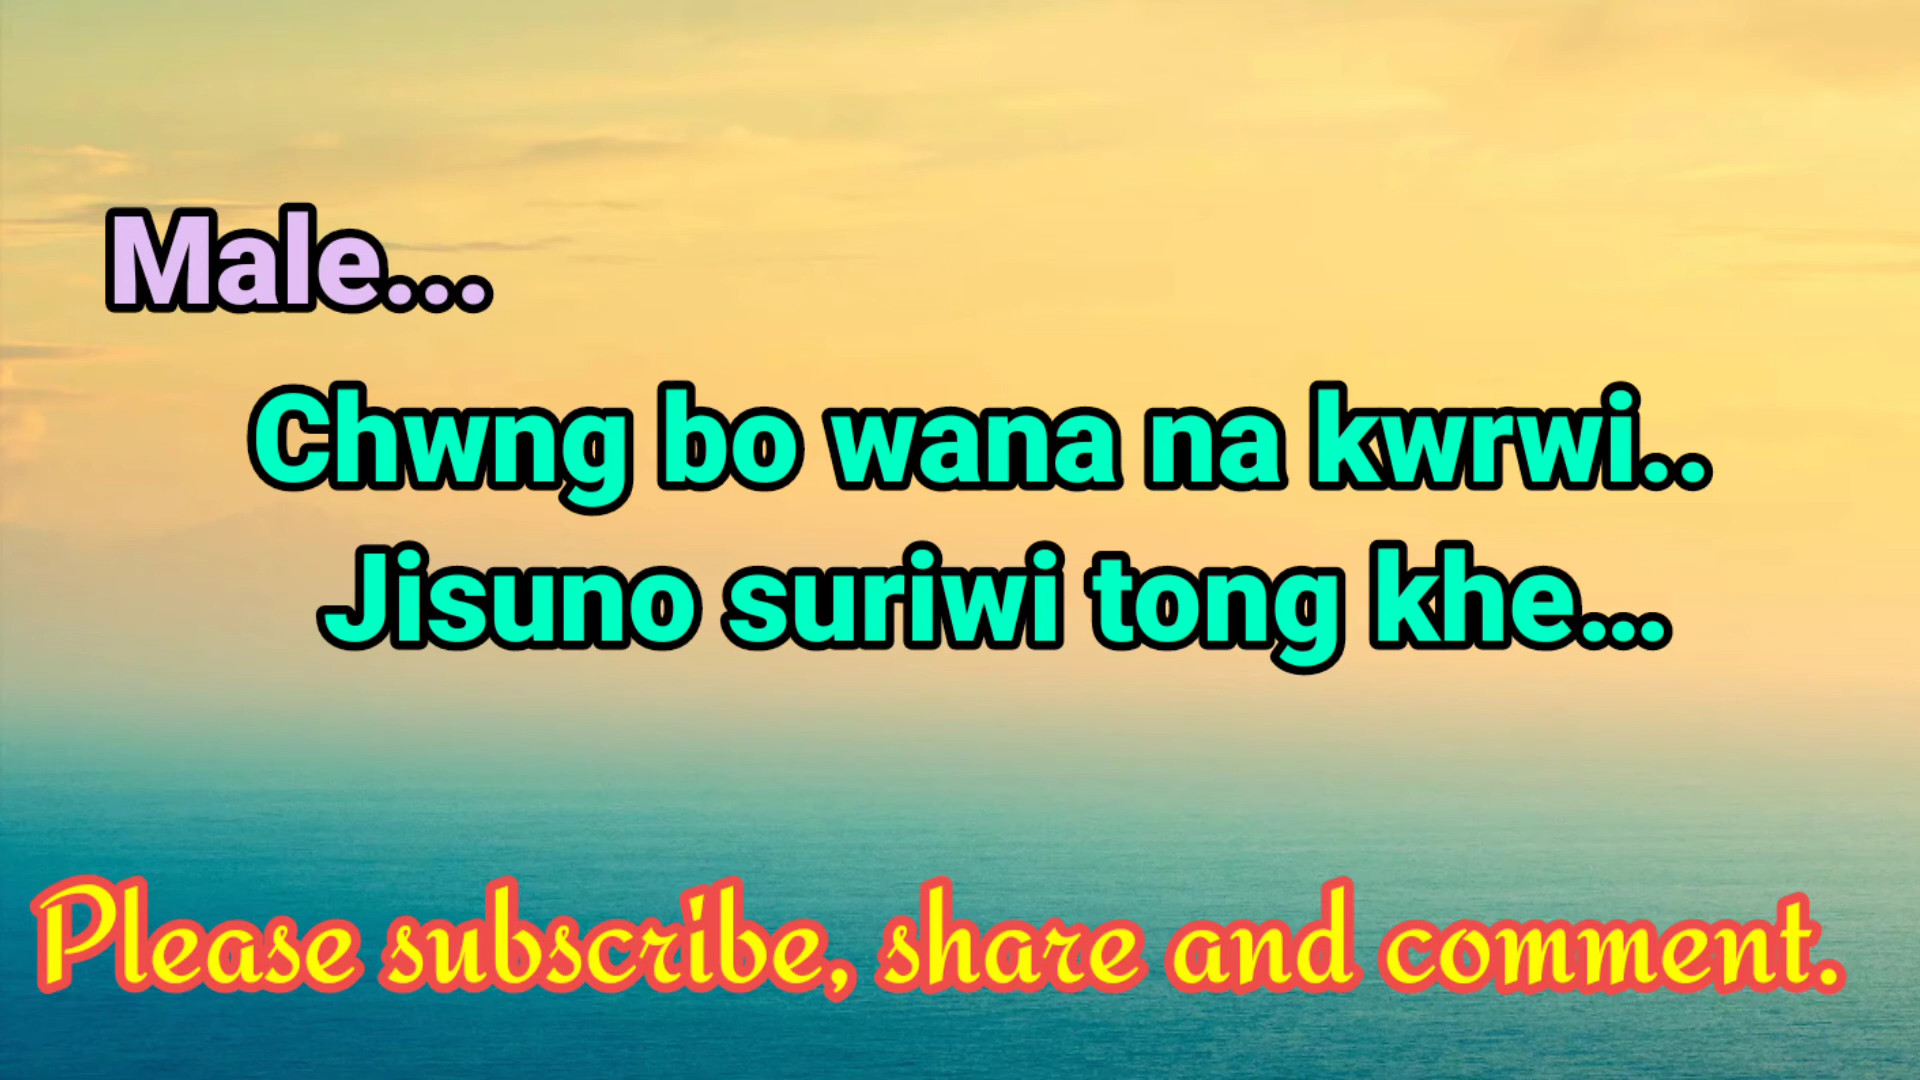 Male...
Chwng bo wana na kwrwi..
Jisuno suriwi tong khe...
Please subscribe, share and comment.